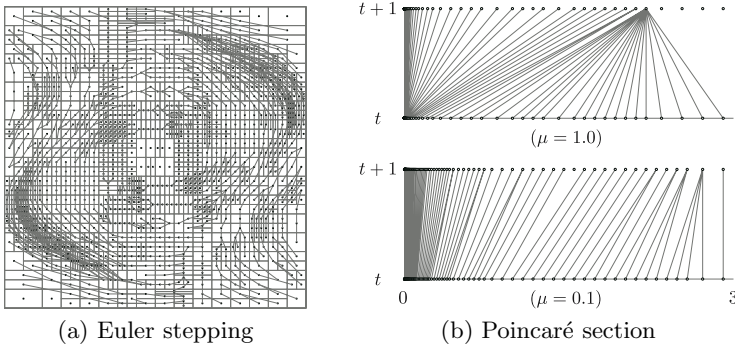 t + 1
t
(μ = 1.0)
t + 1
t
0
(μ = 0.1)
3
(a) Euler stepping
(b) Poincaré section